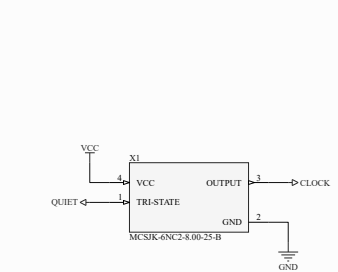 VCC
X1
4 VCC OUTPUT 3 CLOCK
QUIET 1 TRI-STATE
GND 2
MCSJK-6NC2-8.00-25-B
GND